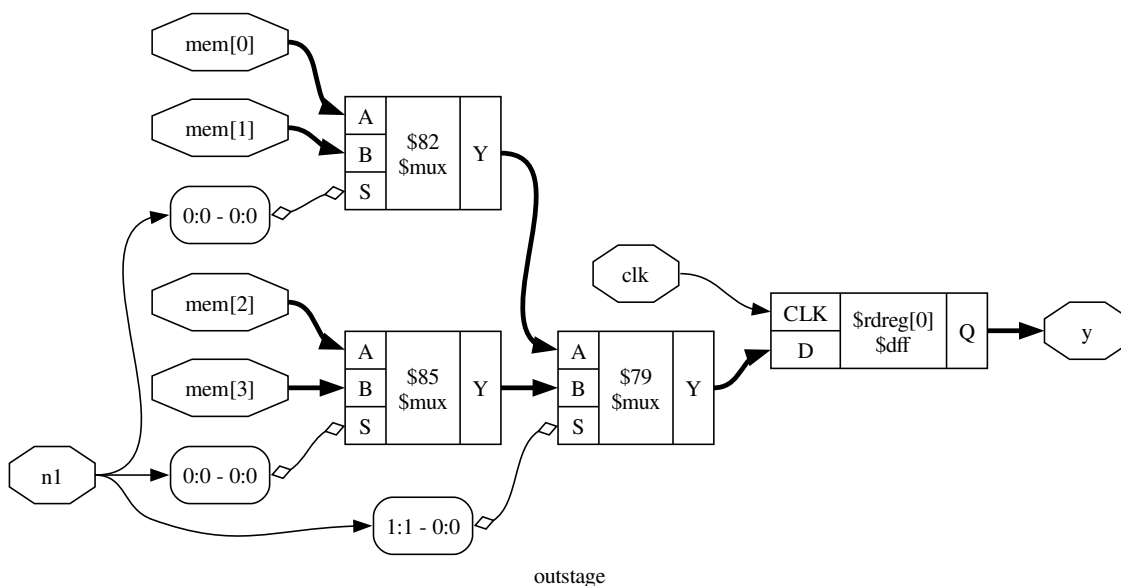 mem[0]
mem[1]
A
B
S
$82
$mux
Y
0:0 - 0:0
mem[2]
mem[3]
A
B
S
$85
$mux
Y
n1
0:0 - 0:0
1:1 - 0:0
clk
A
B
S
$79
$mux
Y
CLK
D
$rdreg[0]
$dff
Q
y
outstage